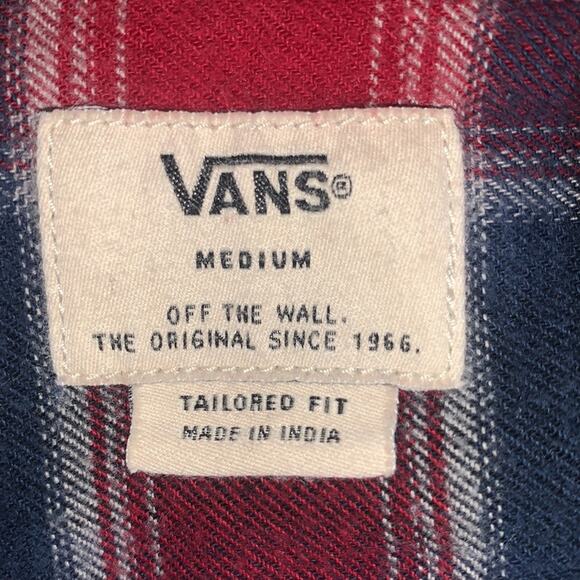 VANS®
MEDIUM
OFF THE WALL.
THE ORIGINAL SINCE 1966.
TAILORED FIT
MADE IN INDIA